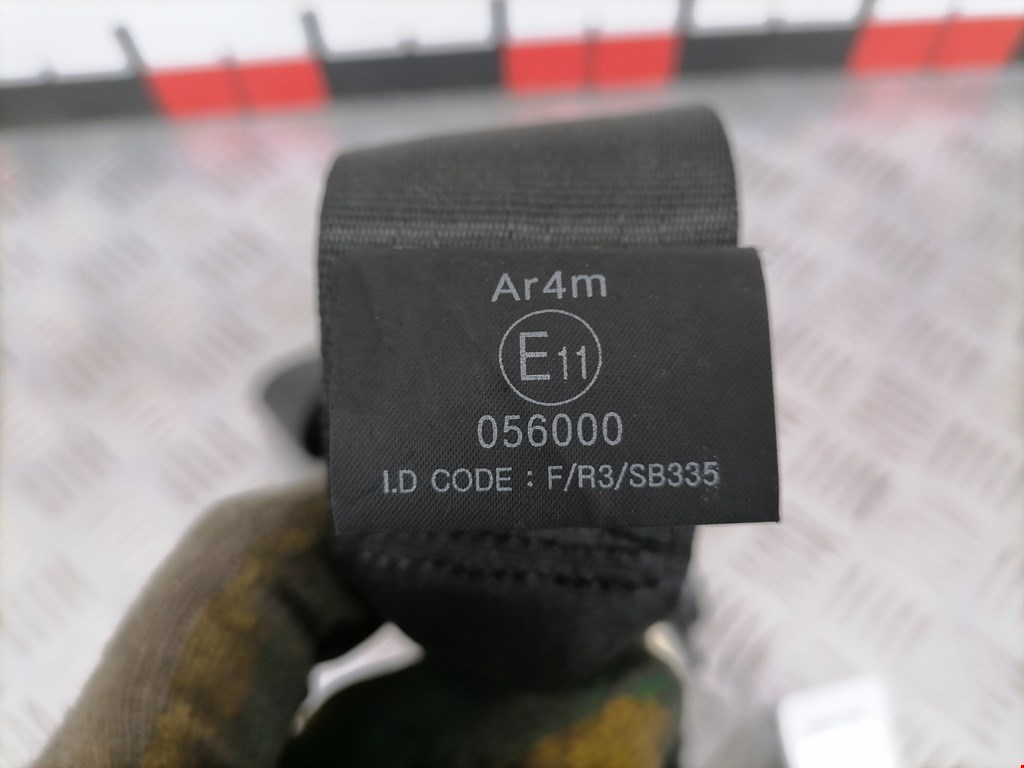 Ar4m
E11
056000
I.D CODE : F/R3/SB335